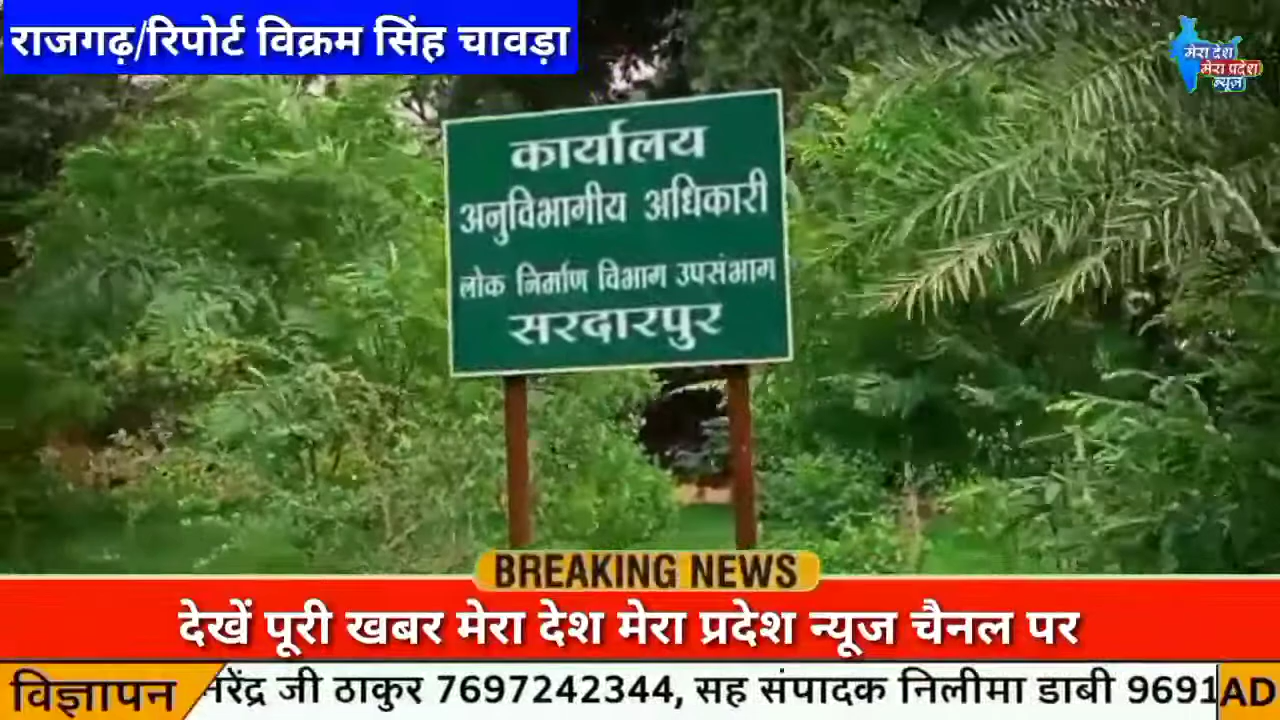 राजगढ़/रिपोर्ट विक्रम सिंह चावड़ा
मेरा देश
मेरा प्रदेश
न्यूज़
कार्यालय
अनुविभागीय अधिकारी
लोक निर्माण विभाग उपसंभाग
सरदारपुर
BREAKING NEWS
देखें पूरी खबर मेरा देश मेरा प्रदेश न्यूज चैनल पर
विज्ञापन नरेंद्र जी ठाकुर 7697242344, सह संपादक निलीमा डाबी 9691 AD